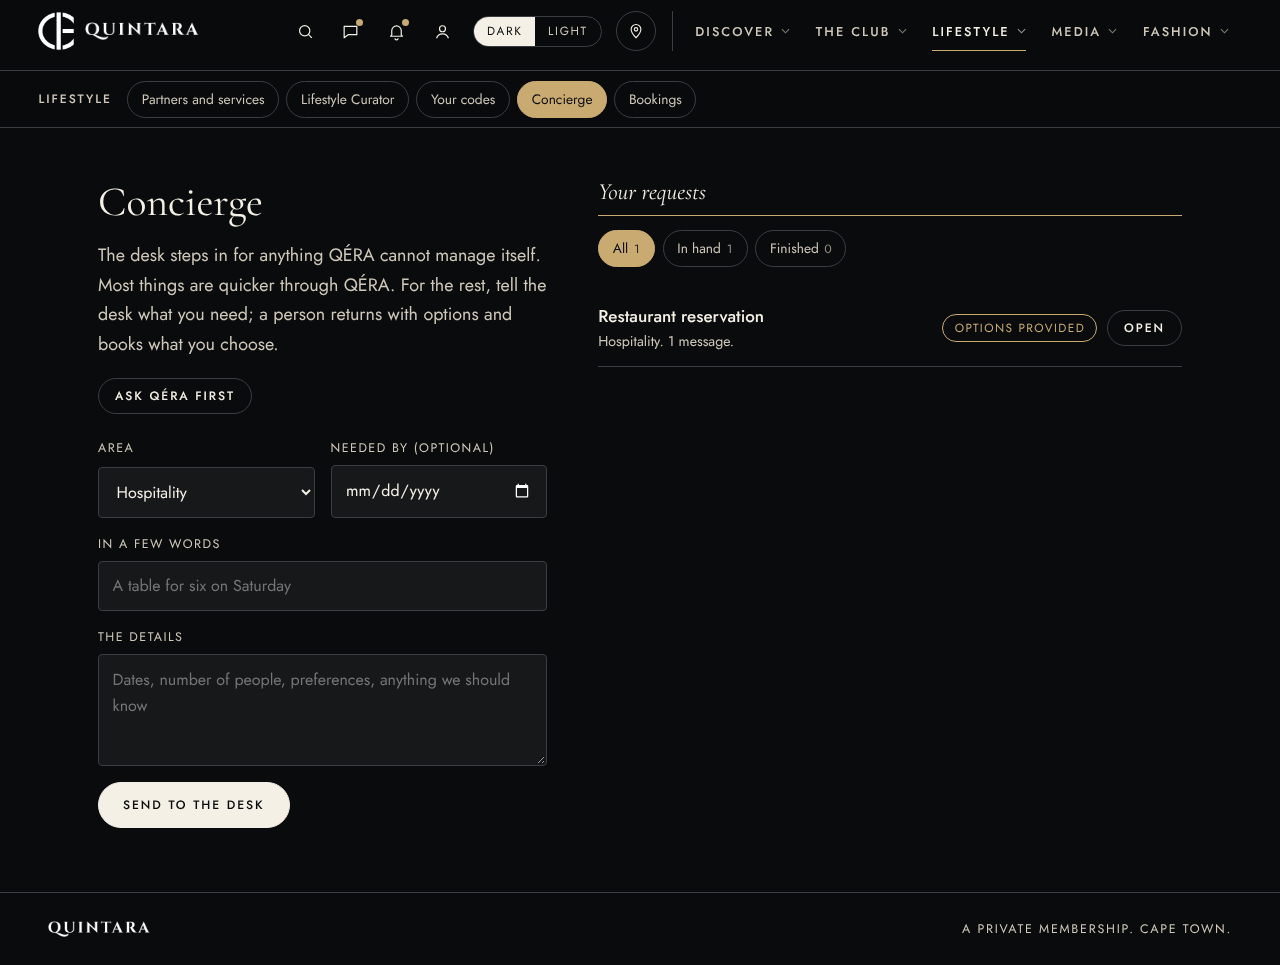 QUINTARA
DARK LIGHT
DISCOVER THE CLUB LIFESTYLE MEDIA FASHION
LIFESTYLE Partners and services Lifestyle Curator Your codes Concierge Bookings
Concierge
The desk steps in for anything QÉRA cannot manage itself.
Most things are quicker through QÉRA. For the rest, tell the
desk what you need; a person returns with options and
books what you choose.
ASK QÉRA FIRST
AREA
NEEDED BY (OPTIONAL)
Hospitality
mm/dd/yyyy
IN A FEW WORDS
A table for six on Saturday
THE DETAILS
Dates, number of people, preferences, anything we should
know
SEND TO THE DESK
Your requests
All 1 In hand 1 Finished 0
Restaurant reservation
Hospitality. 1 message.
OPTIONS PROVIDED OPEN
QUINTARA
A PRIVATE MEMBERSHIP. CAPE TOWN.